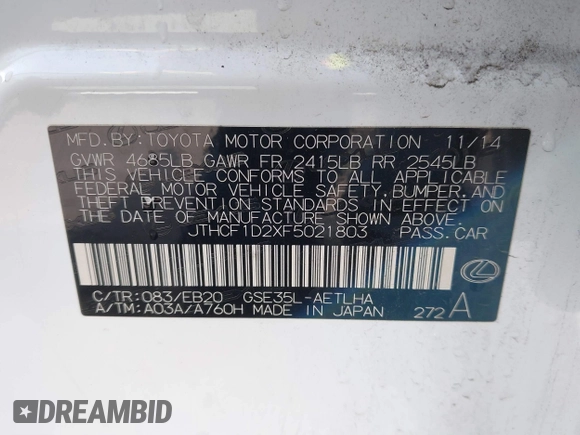 MFD.BY:TOYOTA MOTOR CORPORATION 11/14
GVWR 4685LB GAWR FR 2415LB RR 2545LB
THIS VEHICLE CONFORMS TO ALL APPLICABLE
FEDERAL MOTOR VEHICLE SAFETY,BUMPER,AND
THEFT PREVENTION STANDARDS IN EFFECT ON
THE DATE OF MANUFACTURE SHOWN ABOVE.
JTHCF1D2XF5021803 PASS.CAR
C/TR:083/EB20 GSE35L-AETLHA
A/TM:A03A/A760H MADE IN JAPAN 272A
DREAMBID